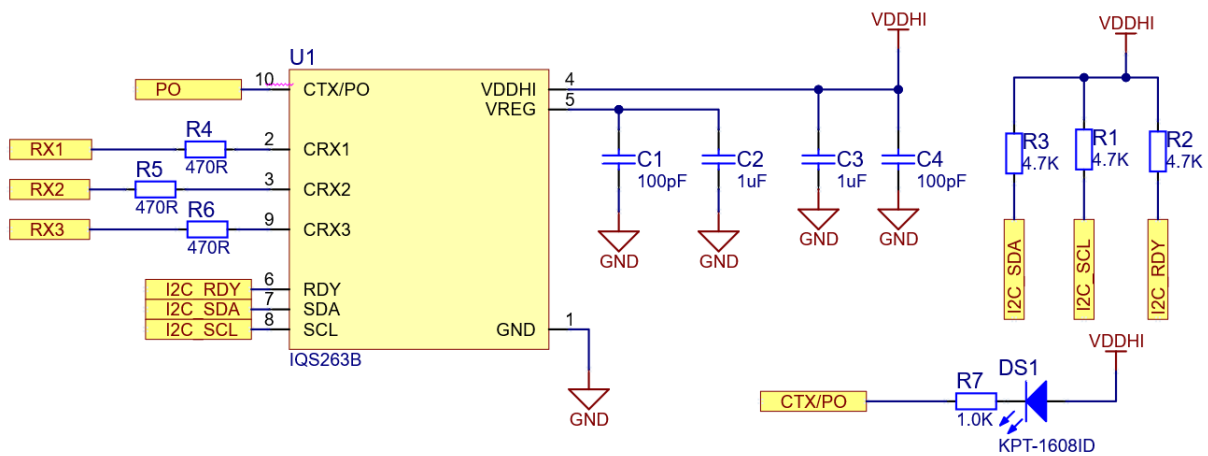 U1
PO
10
CTX/PO
RX1
R4
470R
2
CRX1
RX2
R5
470R
3
CRX2
RX3
R6
470R
9
CRX3
I2C_RDY
6
RDY
I2C_SDA
7
SDA
I2C_SCL
8
SCL
VDDHI
4
VREG
5
GND
1
IQS263B
GND
C1
100pF
GND
C2
1uF
GND
VDDHI
C3
1uF
GND
C4
100pF
GND
VDDHI
R3
4.7K
R1
4.7K
R2
4.7K
I2C_SDA
I2C_SCL
I2C_RDY
CTX/PO
R7
1.0K
DS1
KPT-1608ID
VDDHI